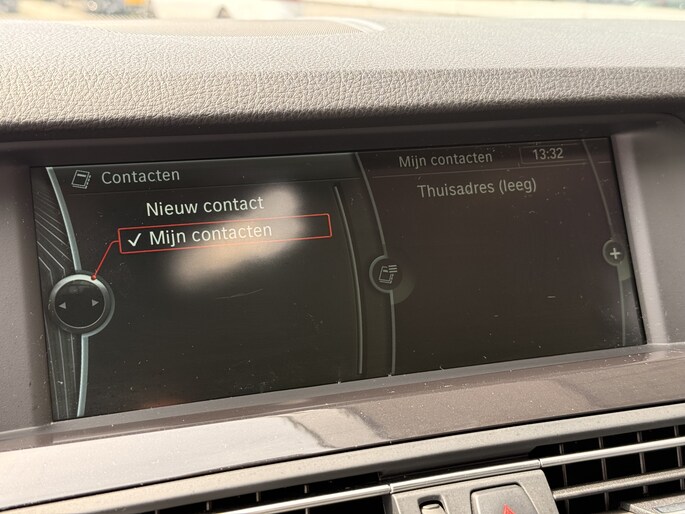 Contacten
Nieuw contact
Mijn contacten
Mijn contacten
13:32
Thuisadres (leeg)